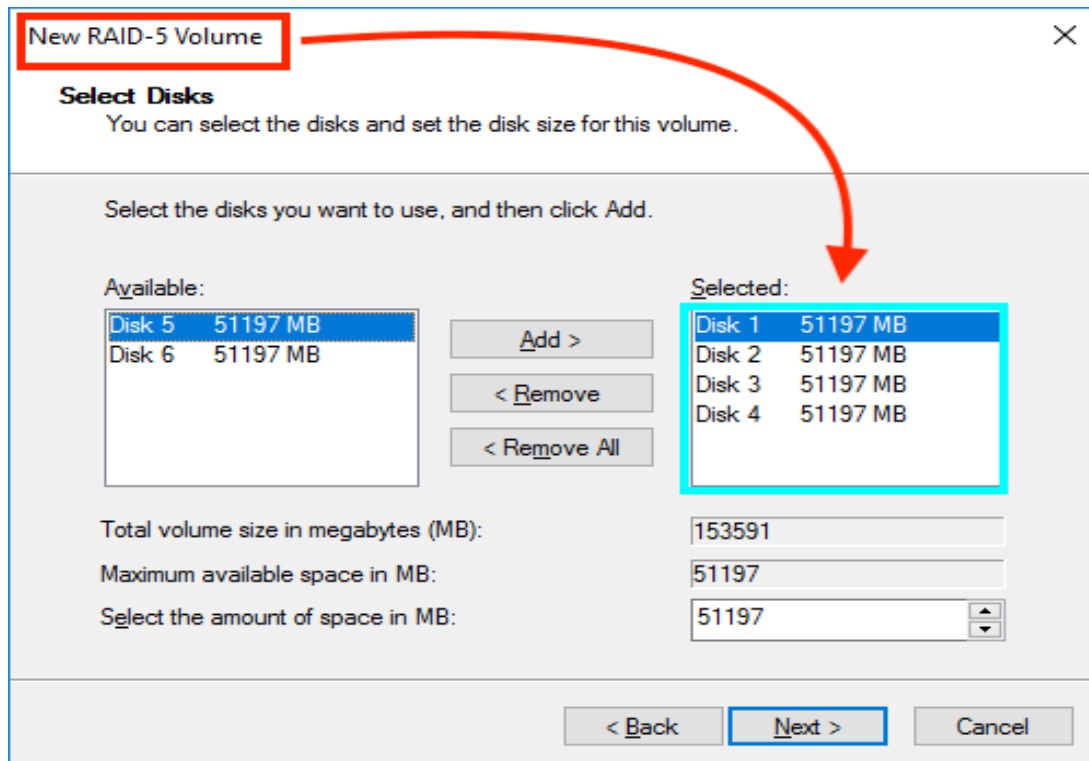 New RAID-5 Volume
Select Disks
You can select the disks and set the disk size for this volume.
Select the disks you want to use, and then click Add.
Available:
Disk 5 51197 MB
Disk 6 51197 MB
Add >
< Remove
< Remove All
Selected:
Disk 1 51197 MB
Disk 2 51197 MB
Disk 3 51197 MB
Disk 4 51197 MB
Total volume size in megabytes (MB): 153591
Maximum available space in MB: 51197
Select the amount of space in MB: 51197
< Back Next > Cancel